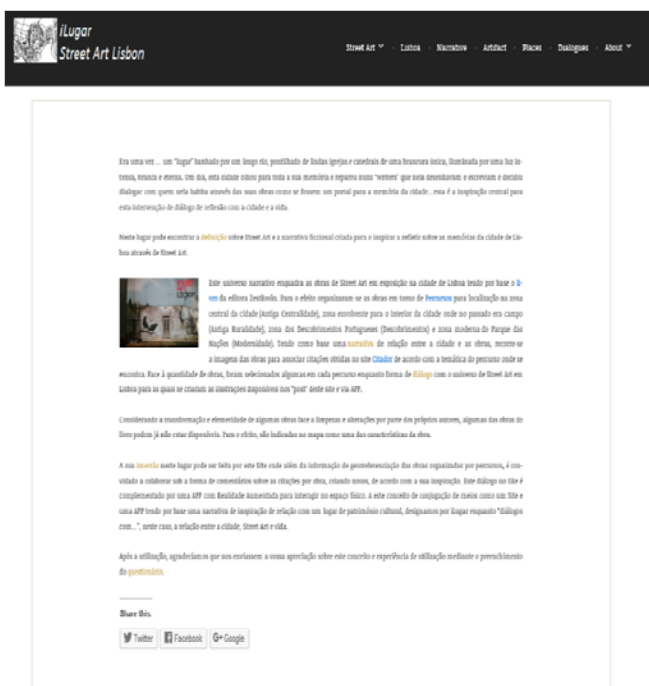 iLugar
Street Art Lisbon
Street Art Lisboa Narrative Artifact Places Dialogues About
Era uma vez ... um "lugar" banhado por um longo rio, pontilhado de lindas igrejas e catedrais de uma brancura única, iluminada por uma luz in-
tensa, branca e eterna. Um dia, esta cidade olhou para toda a sua memória e reparou nuns "writers" que nela desenhavam e escreviam e decidiu
dialogar com quem nela habita através das suas obras como se fossem um portal para a memória da cidade... esta é a inspiração central para
esta intervenção de diálogo de reflexão com a cidade e a vida.
Neste lugar pode encontrar a definição sobre Street Art e a narrativa ficcional criada para o inspirar a refletir sobre as memórias da cidade de Lis-
boa através de Street Art.
Este universo narrativo enquadra as obras de Street Art em exposição na cidade de Lisboa tendo por base o li-
vro da editora ZestBooks. Para o efeito organizaram-se as obras em torno de Percursos para localização na zona
central da cidade (Antiga Centralidade), zona envolvente para o interior da cidade onde no passado era campo
(Antiga Ruralidade), zona dos Descobrimentos Portugueses (Descobrimentos) e zona moderna do Parque das
Nações (Modernidade). Tendo como base uma narrativa de relação entre a cidade e as obras, recorre-se
a imagens das obras para associar citações obtidas no site Citador de acordo com a temática do percurso onde se
encontra. Face à quantidade de obras, foram selecionados algumas em cada percurso enquanto forma de diálogo com o universo de Street Art em
Lisboa para as quais se criaram as ilustrações disponíveis nos "post" deste site e via APP.
Considerando a transformação e efemeridade de algumas obras face a limpezas e alterações por parte dos próprios autores, algumas das obras do
livro podem já não estar disponíveis. Para o efeito, são indicadas no mapa como uma das características da obra.
A sua imersão neste lugar pode ser feita por este Site onde além da informação de georeferenciação das obras organizadas por percursos, é con-
vidado a colaborar sob a forma de comentários sobre as citações por obra, criando novos, de acordo com a sua inspiração. Este diálogo no Site é
complementado por uma APP com Realidade Aumentada para interagir no espaço físico. A este conceito de conjugação de meios como um Site e
uma APP tendo por base uma narrativa de inspiração de relação com um lugar de património cultural, designamos por ilugar enquanto "diálogos
com...", neste caso, a relação entre a cidade, Street Art e vida.
Após a utilização, agradecíamos que nos enviassem a vossa apreciação sobre este conceito e experiência de utilização mediante o preenchimento
do questionário.
Share this:
Twitter Facebook Google